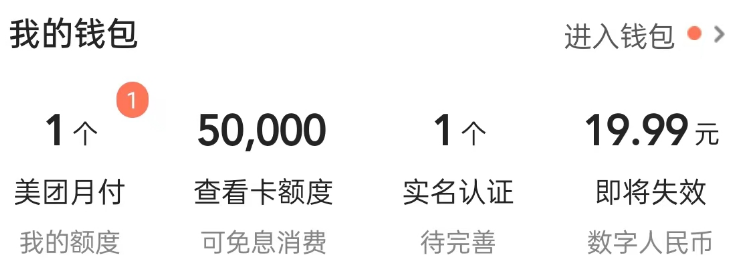 我的钱包
进入钱包
1
1个 50,000 1个 19.99元
美团月付 查看卡额度 实名认证 即将失效
我的额度 可免息消费 待完善 数字人民币